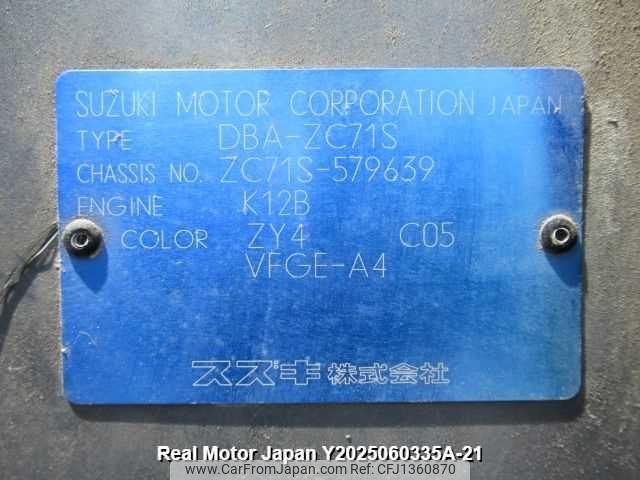 SUZUKI MOTOR CORPORATION JAPAN
TYPE DBA-ZC71S
CHASSIS NO. ZC71S-579639
ENGINE K12B
COLOR ZY4 C05
VFGE-A4
スズキ株式会社
Real Motor Japan Y2025060335A-21
www.CarFromJapan.com - CFJ1360870